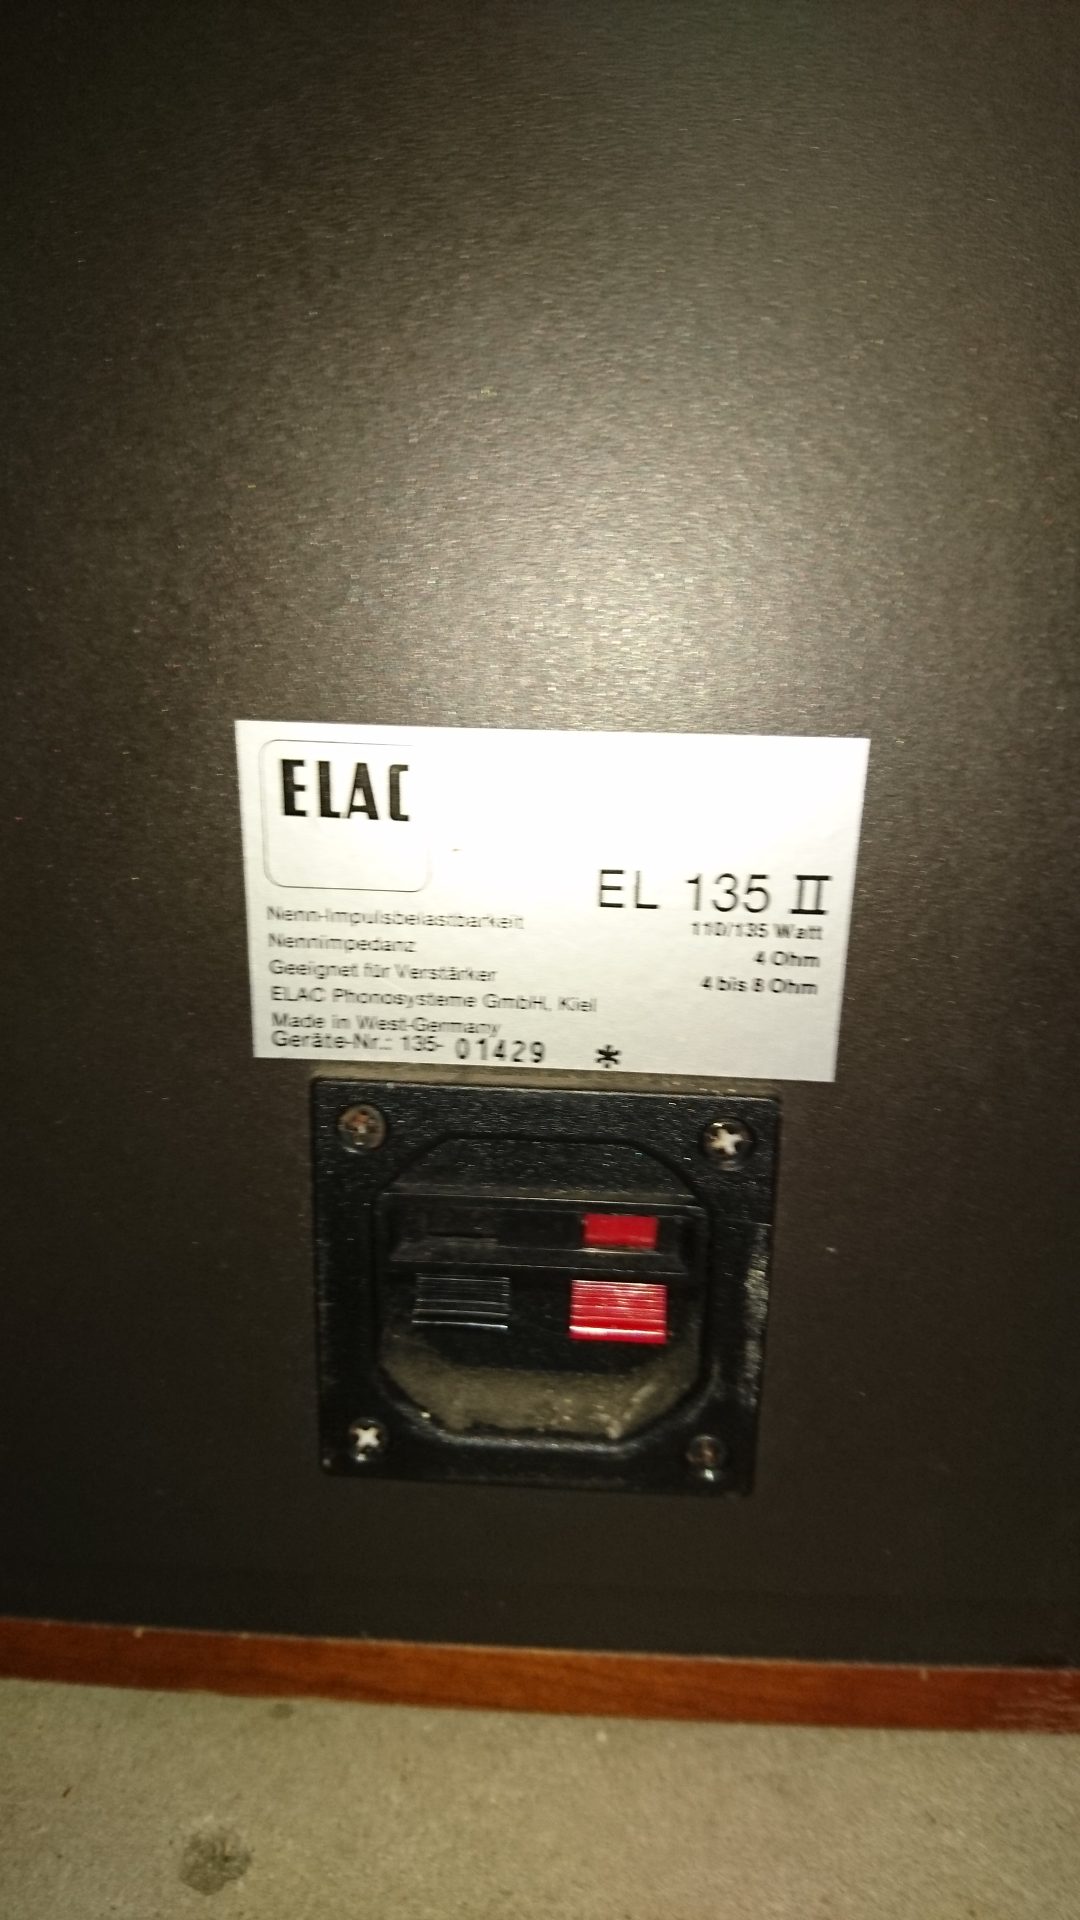 ELAC
EL 135 II
Nenn-Impulsbelastbarkeit 110/135 Watt
Nennimpedanz 4 Ohm
Geeignet für Verstärker 4 bis 8 Ohm
ELAC Phonosysteme GmbH, Kiel
Made in West-Germany
Geräte-Nr.: 135- 01429 *